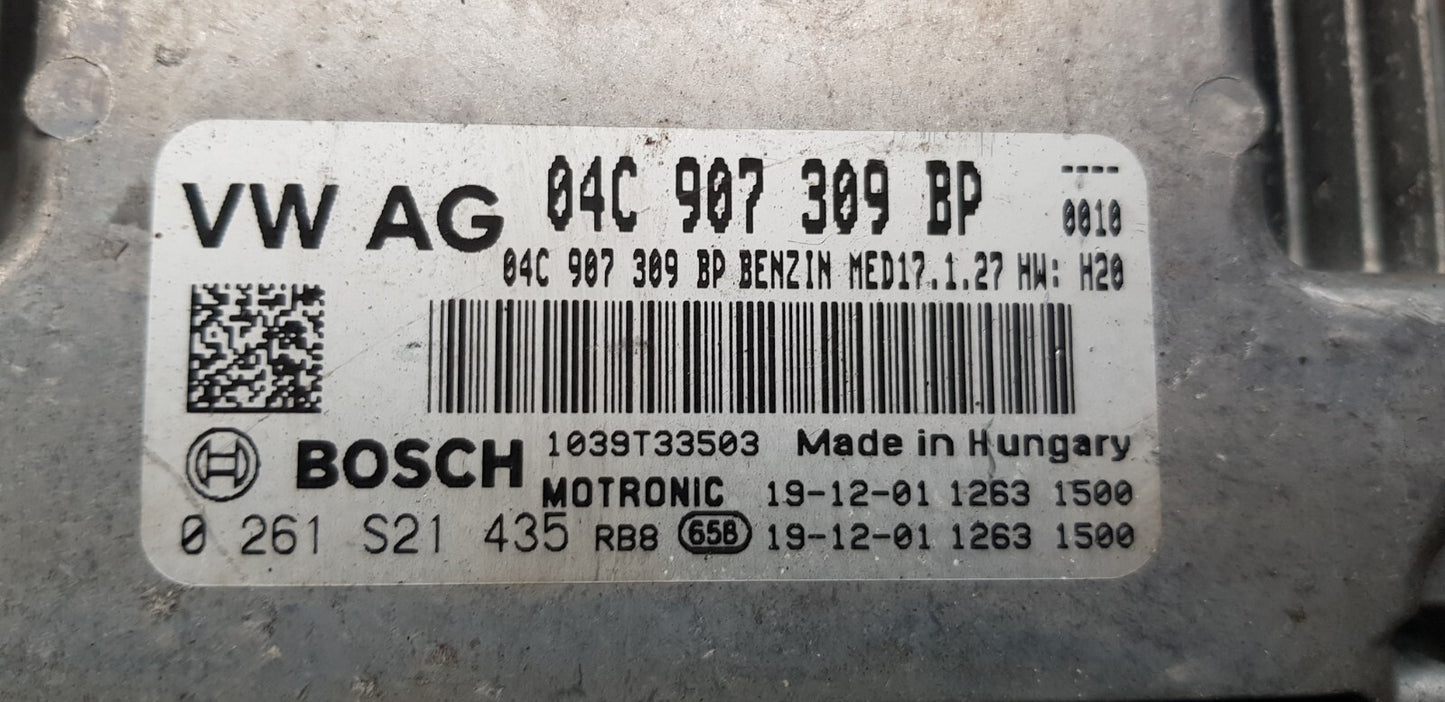 VW AG 04C 907 309 BP ----
0010
04C 907 309 BP BENZIN MED17.1.27 HW: H20
BOSCH 1039T33503 Made in Hungary
MOTRONIC 19-12-01 1263 1500
0 261 S21 435 RB8 65B 19-12-01 1263 1500